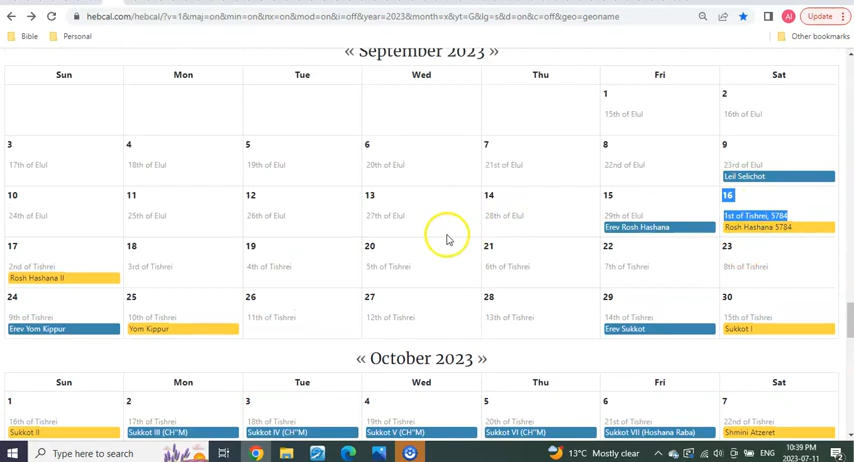 hebcal.com/hebcal/?v=1&maj=on&min=on&nx=on&mod=on&i=off&year=2023&month=x&yt=G&lg=s&d=on&c=off&geo=geoname
AI
Update
Bible
Personal
Other bookmarks
« September 2023 »
Sun Mon Tue Wed Thu Fri Sat
1 2
15th of Elul 16th of Elul
3 4 5 6 7 8 9
17th of Elul 18th of Elul 19th of Elul 20th of Elul 21st of Elul 22nd of Elul 23rd of Elul
Leil Selichot
10 11 12 13 14 15 16
24th of Elul 25th of Elul 26th of Elul 27th of Elul 28th of Elul 29th of Elul 1st of Tishrei, 5784
Erev Rosh Hashana Rosh Hashana 5784
17 18 19 20 21 22 23
2nd of Tishrei 3rd of Tishrei 4th of Tishrei 5th of Tishrei 6th of Tishrei 7th of Tishrei 8th of Tishrei
Rosh Hashana II
24 25 26 27 28 29 30
9th of Tishrei 10th of Tishrei 11th of Tishrei 12th of Tishrei 13th of Tishrei 14th of Tishrei 15th of Tishrei
Erev Yom Kippur Yom Kippur Erev Sukkot Sukkot I
« October 2023 »
Sun Mon Tue Wed Thu Fri Sat
1 2 3 4 5 6 7
16th of Tishrei 17th of Tishrei 18th of Tishrei 19th of Tishrei 20th of Tishrei 21st of Tishrei 22nd of Tishrei
Sukkot II Sukkot III (CH''M) Sukkot IV (CH''M) Sukkot V (CH''M) Sukkot VI (CH''M) Sukkot VII (Hoshana Raba) Shmini Atzeret
Type here to search
13°C Mostly clear
10:39 PM
2023-07-11
2